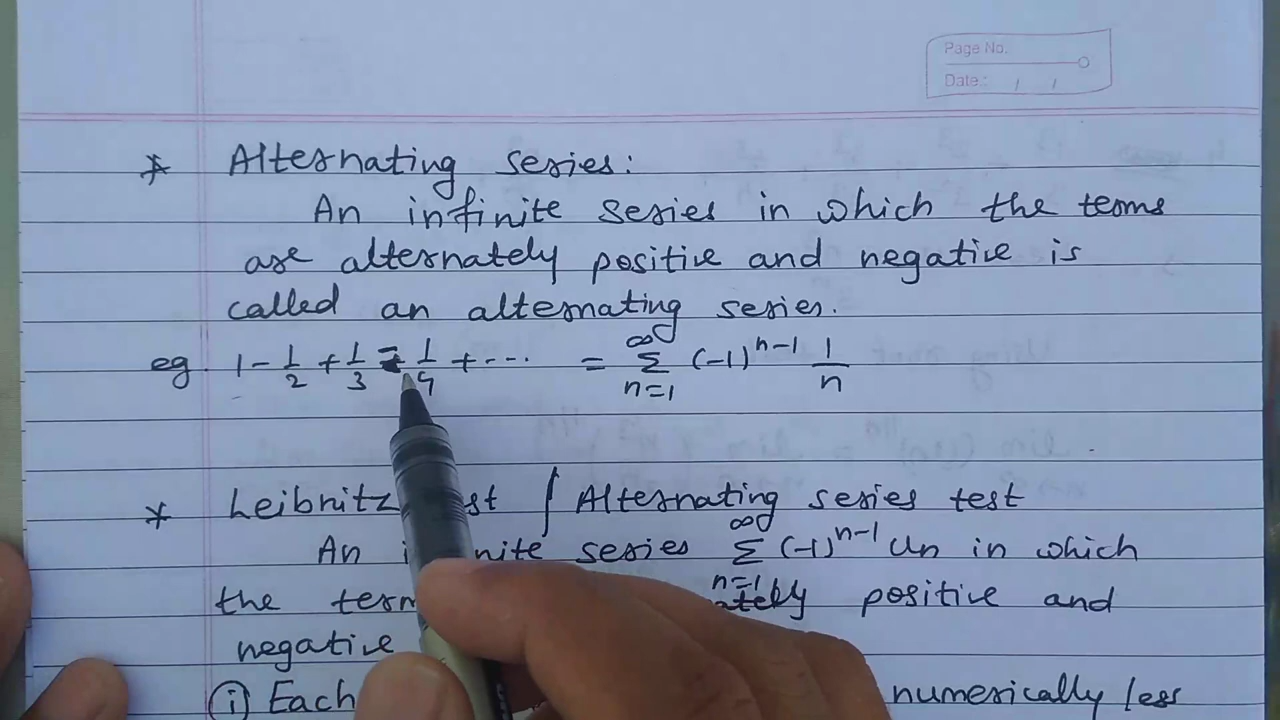 Page No.
Date: / /
* Alternating series:
An infinite series in which the terms
are alternately positive and negative is
called an alternating series.
eg. 1 - 1/2 + 1/3 - 1/4 + ... = ∞Σn=1 (-1)^n-1 1/n
* Leibnitz / Alternating series test
An series ∞Σn=1 (-1)^n-1 Un in which
the positive and
negative
(i) Each numerically less